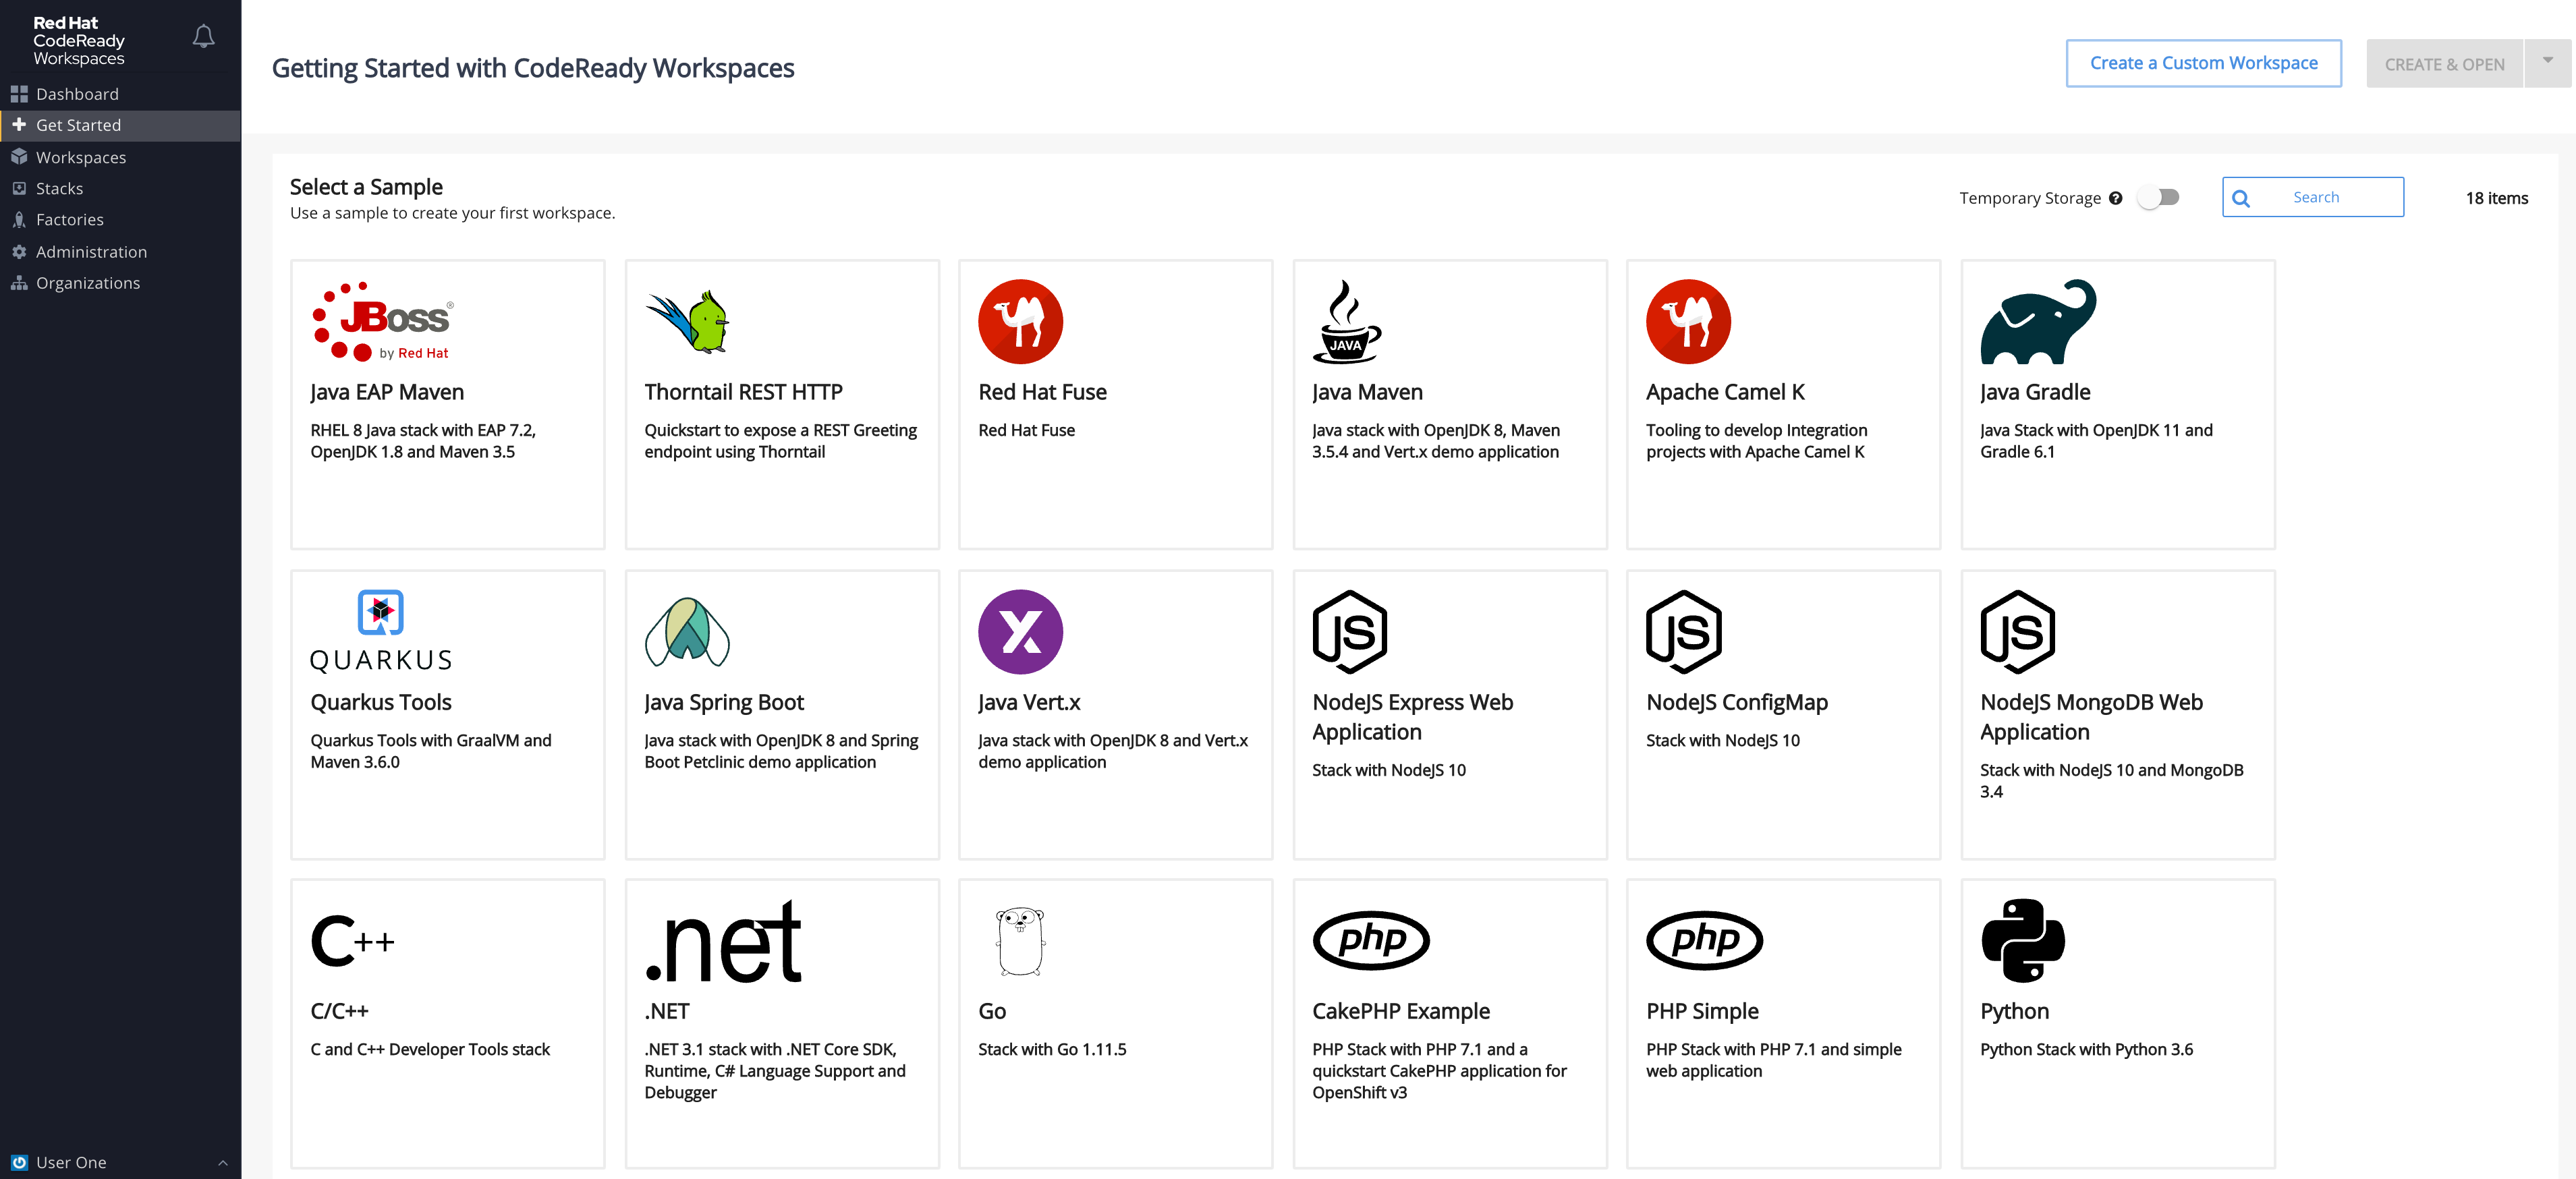 Red Hat
CodeReady
Workspaces
Dashboard
Get Started
Workspaces
Stacks
Factories
Administration
Organizations
User One
Getting Started with CodeReady Workspaces
Create a Custom Workspace
CREATE & OPEN
Select a Sample
Use a sample to create your first workspace.
Temporary Storage ?
Search
18 items
JBoss®
by Red Hat
Java EAP Maven
RHEL 8 Java stack with EAP 7.2,
OpenJDK 1.8 and Maven 3.5
Thorntail REST HTTP
Quickstart to expose a REST Greeting
endpoint using Thorntail
Red Hat Fuse
Red Hat Fuse
JAVA
Java Maven
Java stack with OpenJDK 8, Maven
3.5.4 and Vert.x demo application
Apache Camel K
Tooling to develop Integration
projects with Apache Camel K
Java Gradle
Java Stack with OpenJDK 11 and
Gradle 6.1
QUARKUS
Quarkus Tools
Quarkus Tools with GraalVM and
Maven 3.6.0
Java Spring Boot
Java stack with OpenJDK 8 and Spring
Boot Petclinic demo application
X
Java Vert.x
Java stack with OpenJDK 8 and Vert.x
demo application
JS
NodeJS Express Web
Application
Stack with NodeJS 10
JS
NodeJS ConfigMap
Stack with NodeJS 10
JS
NodeJS MongoDB Web
Application
Stack with NodeJS 10 and MongoDB
3.4
C++
C/C++
C and C++ Developer Tools stack
.net
.NET
.NET 3.1 stack with .NET Core SDK,
Runtime, C# Language Support and
Debugger
Go
Stack with Go 1.11.5
php
CakePHP Example
PHP Stack with PHP 7.1 and a
quickstart CakePHP application for
OpenShift v3
php
PHP Simple
PHP Stack with PHP 7.1 and simple
web application
Python
Python Stack with Python 3.6